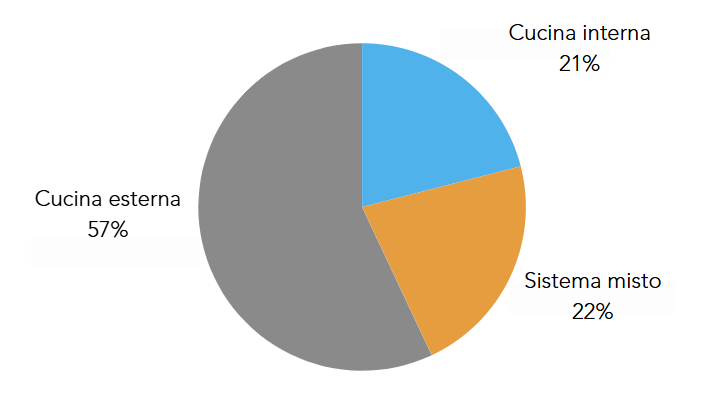 Cucina interna
21%
Cucina esterna
57%
Sistema misto
22%